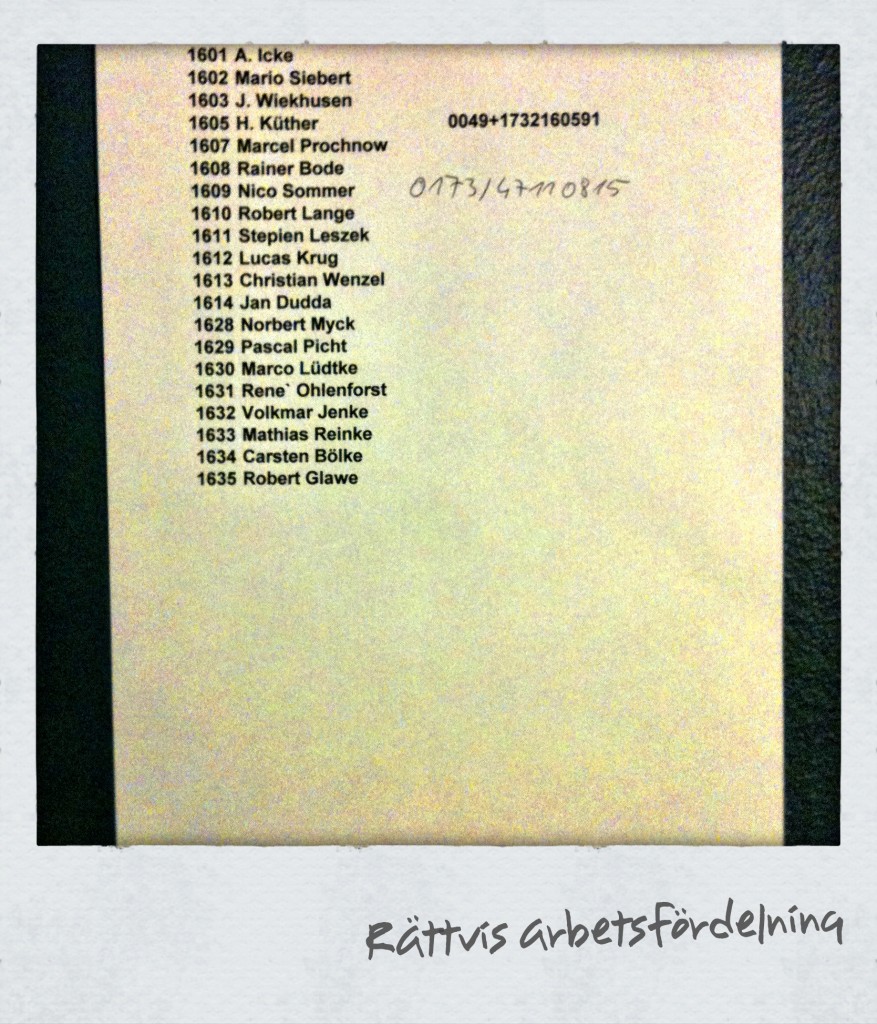 1601 A. Icke
1602 Mario Siebert
1603 J. Wiekhusen
1605 H. Küther 0049+1732160591
1607 Marcel Prochnow
1608 Rainer Bode
1609 Nico Sommer 0173/47110815
1610 Robert Lange
1611 Stepien Leszek
1612 Lucas Krug
1613 Christian Wenzel
1614 Jan Dudda
1628 Norbert Myck
1629 Pascal Picht
1630 Marco Lüdtke
1631 Rene` Ohlenforst
1632 Volkmar Jenke
1633 Mathias Reinke
1634 Carsten Bölke
1635 Robert Glawe
Rättvis arbetsfördelning